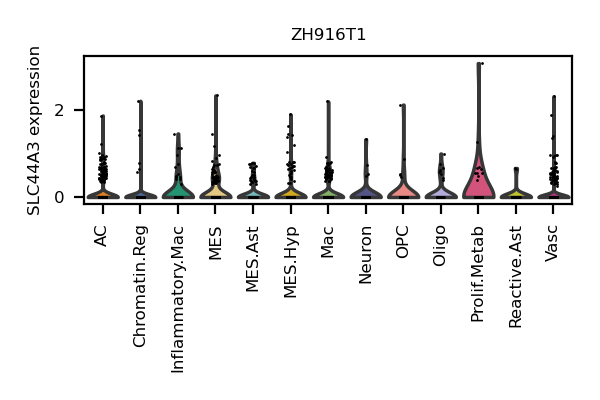 ZH916T1
SLC44A3 expression
2
0
AC
Chromatin.Reg
Inflammatory.Mac
MES
MES.Ast
MES.Hyp
Mac
Neuron
OPC
Oligo
Prolif.Metab
Reactive.Ast
Vasc